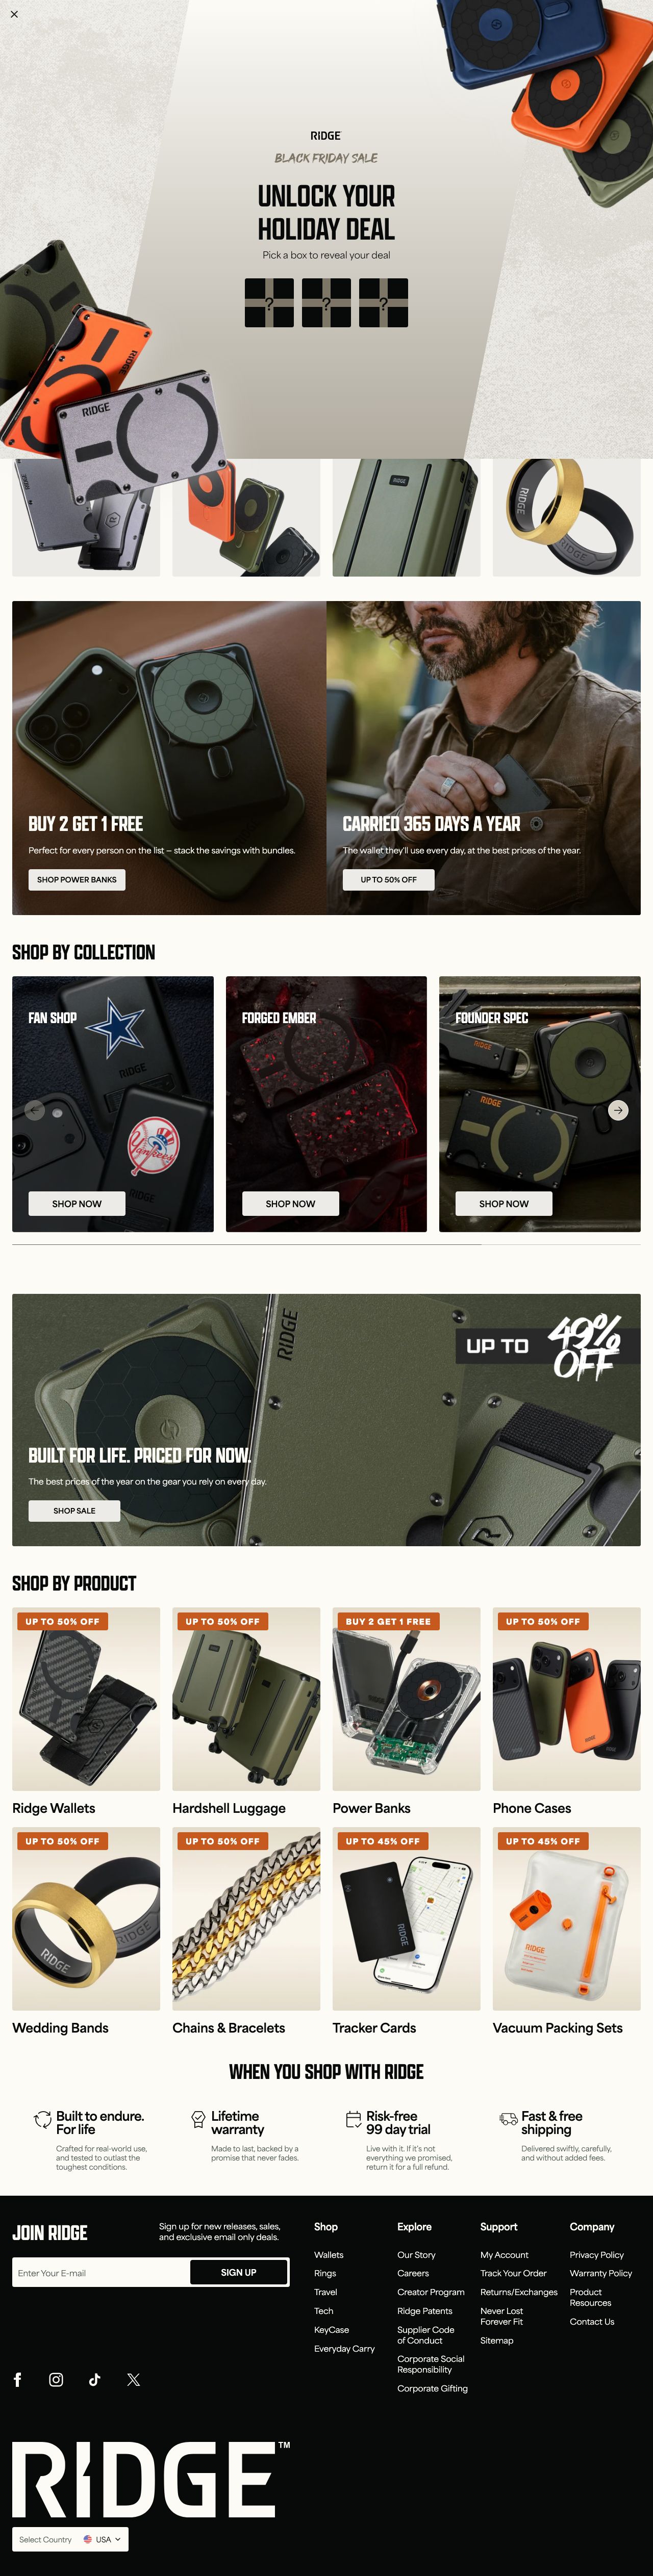 RIDGE
BLACK FRIDAY SALE
UNLOCK YOUR
HOLIDAY DEAL
Pick a box to reveal your deal
? ? ?
RIDGE
RIDGE
RIDGE
RIDGE
BUY 2 GET 1 FREE
Perfect for every person on the list – stack the savings with bundles.
SHOP POWER BANKS
CARRIED 365 DAYS A YEAR
The wallet they'll use every day, at the best prices of the year.
UP TO 50% OFF
SHOP BY COLLECTION
FAN SHOP
RIDGE
Yankees
RIDGE
SHOP NOW
FORGED EMBER
SHOP NOW
FOUNDER SPEC
RIDGE
RIDGE
SHOP NOW
RIDGE
UP TO 49% OFF
BUILT FOR LIFE. PRICED FOR NOW.
The best prices of the year on the gear you rely on every day.
SHOP SALE
SHOP BY PRODUCT
UP TO 50% OFF
Ridge Wallets
UP TO 50% OFF
Hardshell Luggage
BUY 2 GET 1 FREE
Power Banks
UP TO 50% OFF
Phone Cases
UP TO 50% OFF
RIDGE
RIDGE
Wedding Bands
UP TO 50% OFF
Chains & Bracelets
UP TO 45% OFF
RIDGE
Tracker Cards
UP TO 45% OFF
RIDGE
Vacuum Packing Sets
WHEN YOU SHOP WITH RIDGE
Built to endure.
For life
Crafted for real-world use,
and tested to outlast the
toughest conditions.
Lifetime
warranty
Made to last, backed by a
promise that never fades.
Risk-free
99 day trial
Live with it. If it's not
everything we promised,
return it for a full refund.
Fast & free
shipping
Delivered swiftly, carefully,
and without added fees.
JOIN RIDGE
Sign up for new releases, sales,
and exclusive email only deals.
Enter Your E-mail
SIGN UP
Shop
Wallets
Rings
Travel
Tech
KeyCase
Everyday Carry
Explore
Our Story
Careers
Creator Program
Ridge Patents
Supplier Code
of Conduct
Corporate Social
Responsibility
Corporate Gifting
Support
My Account
Track Your Order
Returns/Exchanges
Never Lost
Forever Fit
Sitemap
Company
Privacy Policy
Warranty Policy
Product
Resources
Contact Us
RIDGE™
Select Country USA